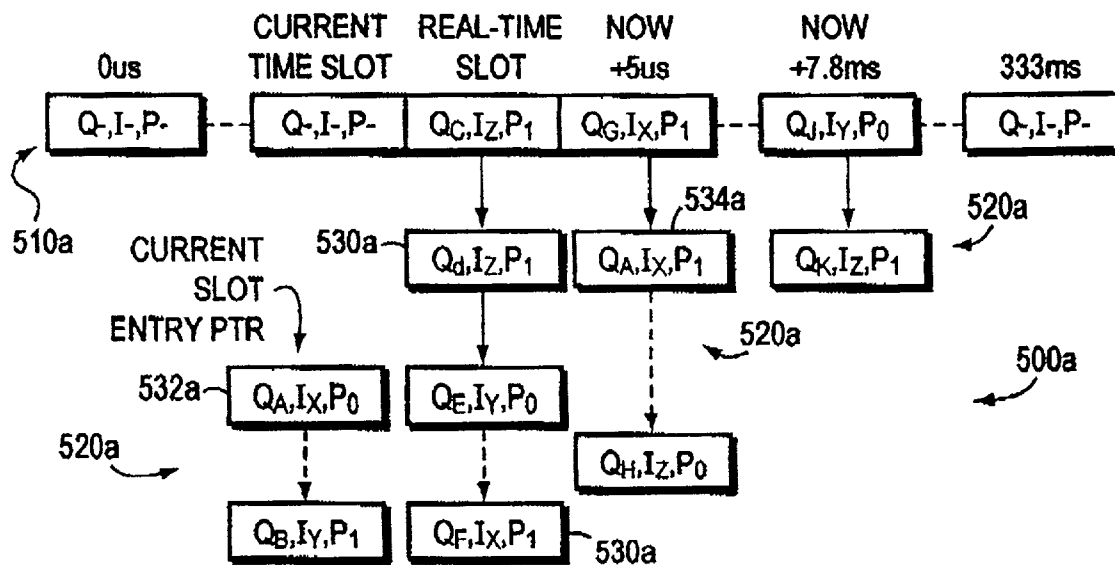 CURRENT REAL-TIME NOW NOW
0us TIME SLOT SLOT +5us +7.8ms 333ms
Q-,I-,P- Q-,I-,P- QC,IZ,P1 QG,IX,P1 QJ,IY,P0 Q-,I-,P-
510a
534a
520a
530a
Qd,IZ,P1 QA,IX,P1 QK,IZ,P1
CURRENT
SLOT
ENTRY PTR
520a
500a
532a
QA,IX,P0 QE,IY,P0
520a
QH,IZ,P0
QB,IY,P1 QF,IX,P1
530a